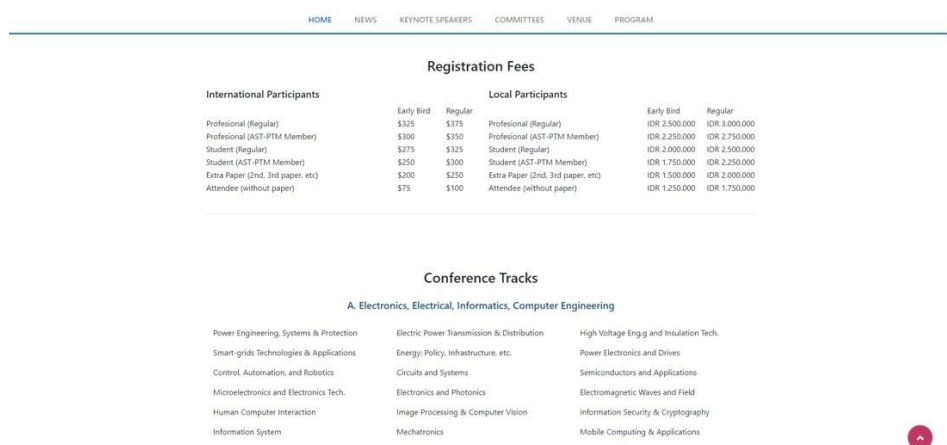 HOME NEWS KEYNOTE SPEAKERS COMMITTEES VENUE PROGRAM
Registration Fees
International Participants
Early Bird Regular
Profesional (Regular) $325 $375
Profesional (AST-PTM Member) $300 $350
Student (Regular) $275 $325
Student (AST-PTM Member) $250 $300
Extra Paper (2nd, 3rd paper, etc) $200 $250
Attendee (without paper) $75 $100
Local Participants
Early Bird Regular
Profesional (Regular) IDR 2.500.000 IDR 3.000.000
Profesional (AST-PTM Member) IDR 2.250.000 IDR 2.750.000
Student (Regular) IDR 2.000.000 IDR 2.500.000
Student (AST-PTM Member) IDR 1.750.000 IDR 2.250.000
Extra Paper (2nd, 3rd paper, etc) IDR 1.500.000 IDR 2.000.000
Attendee (without paper) IDR 1.250.000 IDR 1.750.000
Conference Tracks
A. Electronics, Electrical, Informatics, Computer Engineering
Power Engineering, Systems & Protection Electric Power Transmission & Distribution High Voltage Eng.g and Insulation Tech.
Smart-grids Technologies & Applications Energy: Policy, Infrastructure, etc. Power Electronics and Drives
Control, Automation, and Robotics Circuits and Systems Semiconductors and Applications
Microelectronics and Electronics Tech. Electronics and Photonics Electromagnetic Waves and Field
Human Computer Interaction Image Processing & Computer Vision Information Security & Cryptography
Information System Mechatronics Mobile Computing & Applications